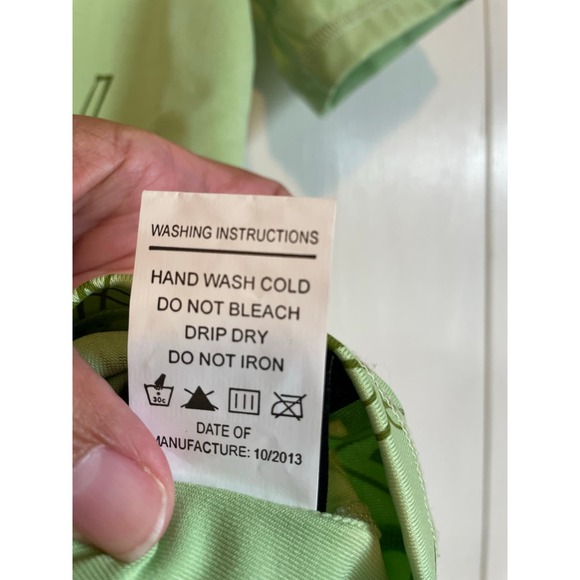 WASHING INSTRUCTIONS
HAND WASH COLD
DO NOT BLEACH
DRIP DRY
DO NOT IRON
30c
DATE OF
MANUFACTURE: 10/2013